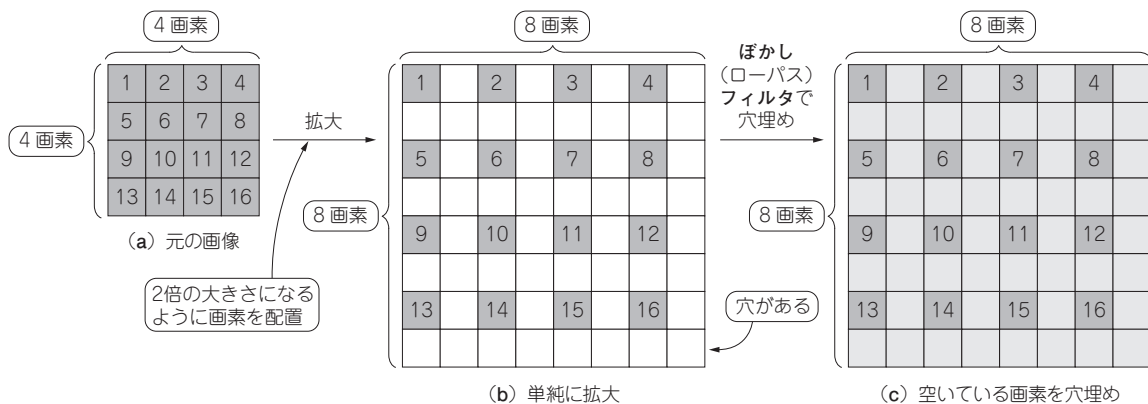 4 画素
4 画素
1 2 3 4
5 6 7 8
9 10 11 12
13 14 15 16
(a) 元の画像
拡大
2倍の大きさになる
ように画素を配置
8 画素
8 画素
1 2 3 4
5 6 7 8
9 10 11 12
13 14 15 16
穴がある
(b) 単純に拡大
ぼかし
(ローパス)
フィルタで
穴埋め
8 画素
8 画素
1 2 3 4
5 6 7 8
9 10 11 12
13 14 15 16
(c) 空いている画素を穴埋め